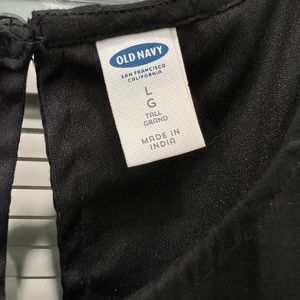 OLD NAVY
SAN FRANCISCO
CALIFORNIA
L
G
TALL
GRAND
MADE IN
INDIA